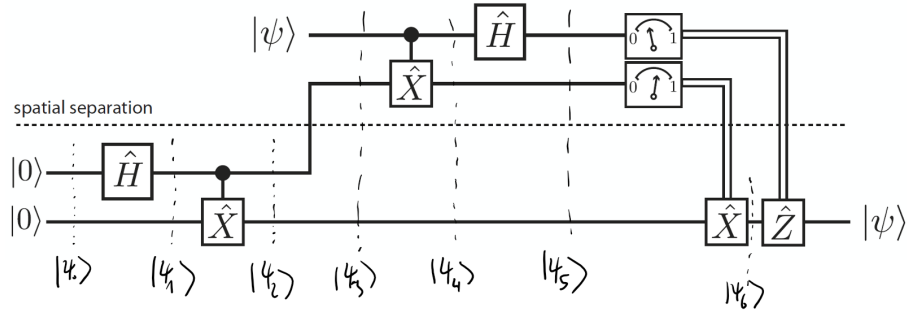 |ψ⟩ Ĥ 0 1
X̂ 0 1
spatial separation
|0⟩ Ĥ
|0⟩ X̂ X̂ Ẑ |ψ⟩
|ψ₀⟩ |ψ₁⟩ |ψ₂⟩ |ψ₃⟩ |ψ₄⟩ |ψ₅⟩ |ψ₆⟩